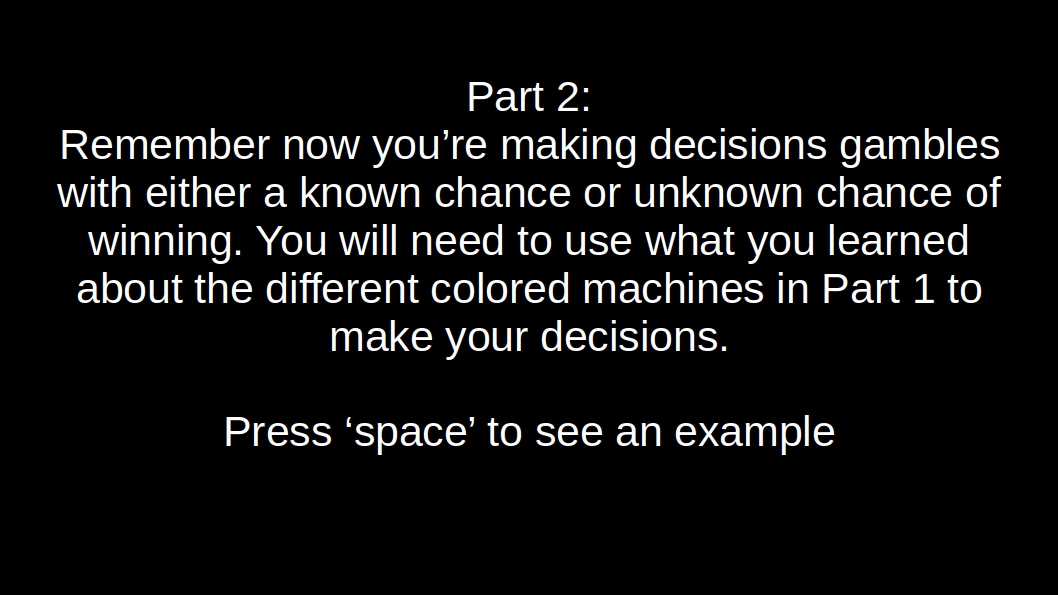 Part 2:
Remember now you’re making decisions gambles
with either a known chance or unknown chance of
winning. You will need to use what you learned
about the different colored machines in Part 1 to
make your decisions.
Press ‘space’ to see an example